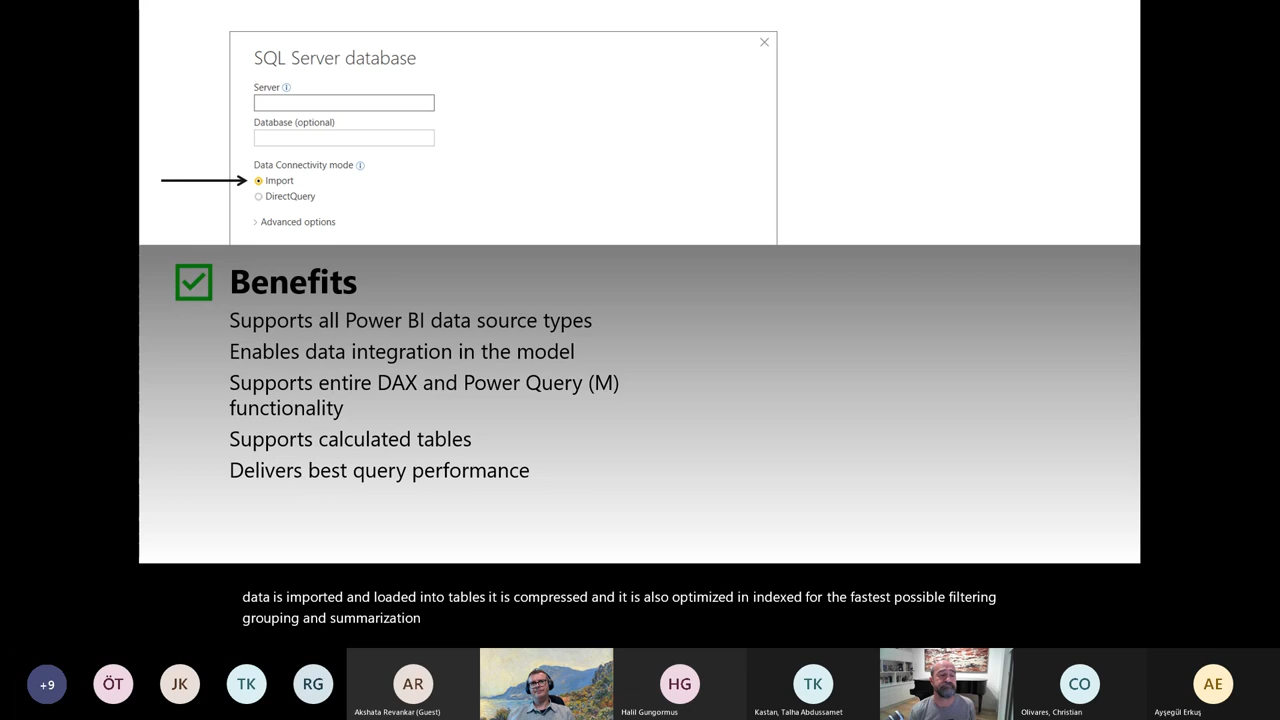 SQL Server database
Server
Database (optional)
Data Connectivity mode
Import
DirectQuery
Advanced options
Benefits
Supports all Power BI data source types
Enables data integration in the model
Supports entire DAX and Power Query (M)
functionality
Supports calculated tables
Delivers best query performance
data is imported and loaded into tables it is compressed and it is also optimized in indexed for the fastest possible filtering
grouping and summarization
+9
ÖT
JK
TK
RG
AR
HG
TK
CO
AE
Akshata Revankar (Guest)
Halil Gungormus
Kastan, Talha Abdussamet
Olivares, Christian
Ayşegül Erkuş